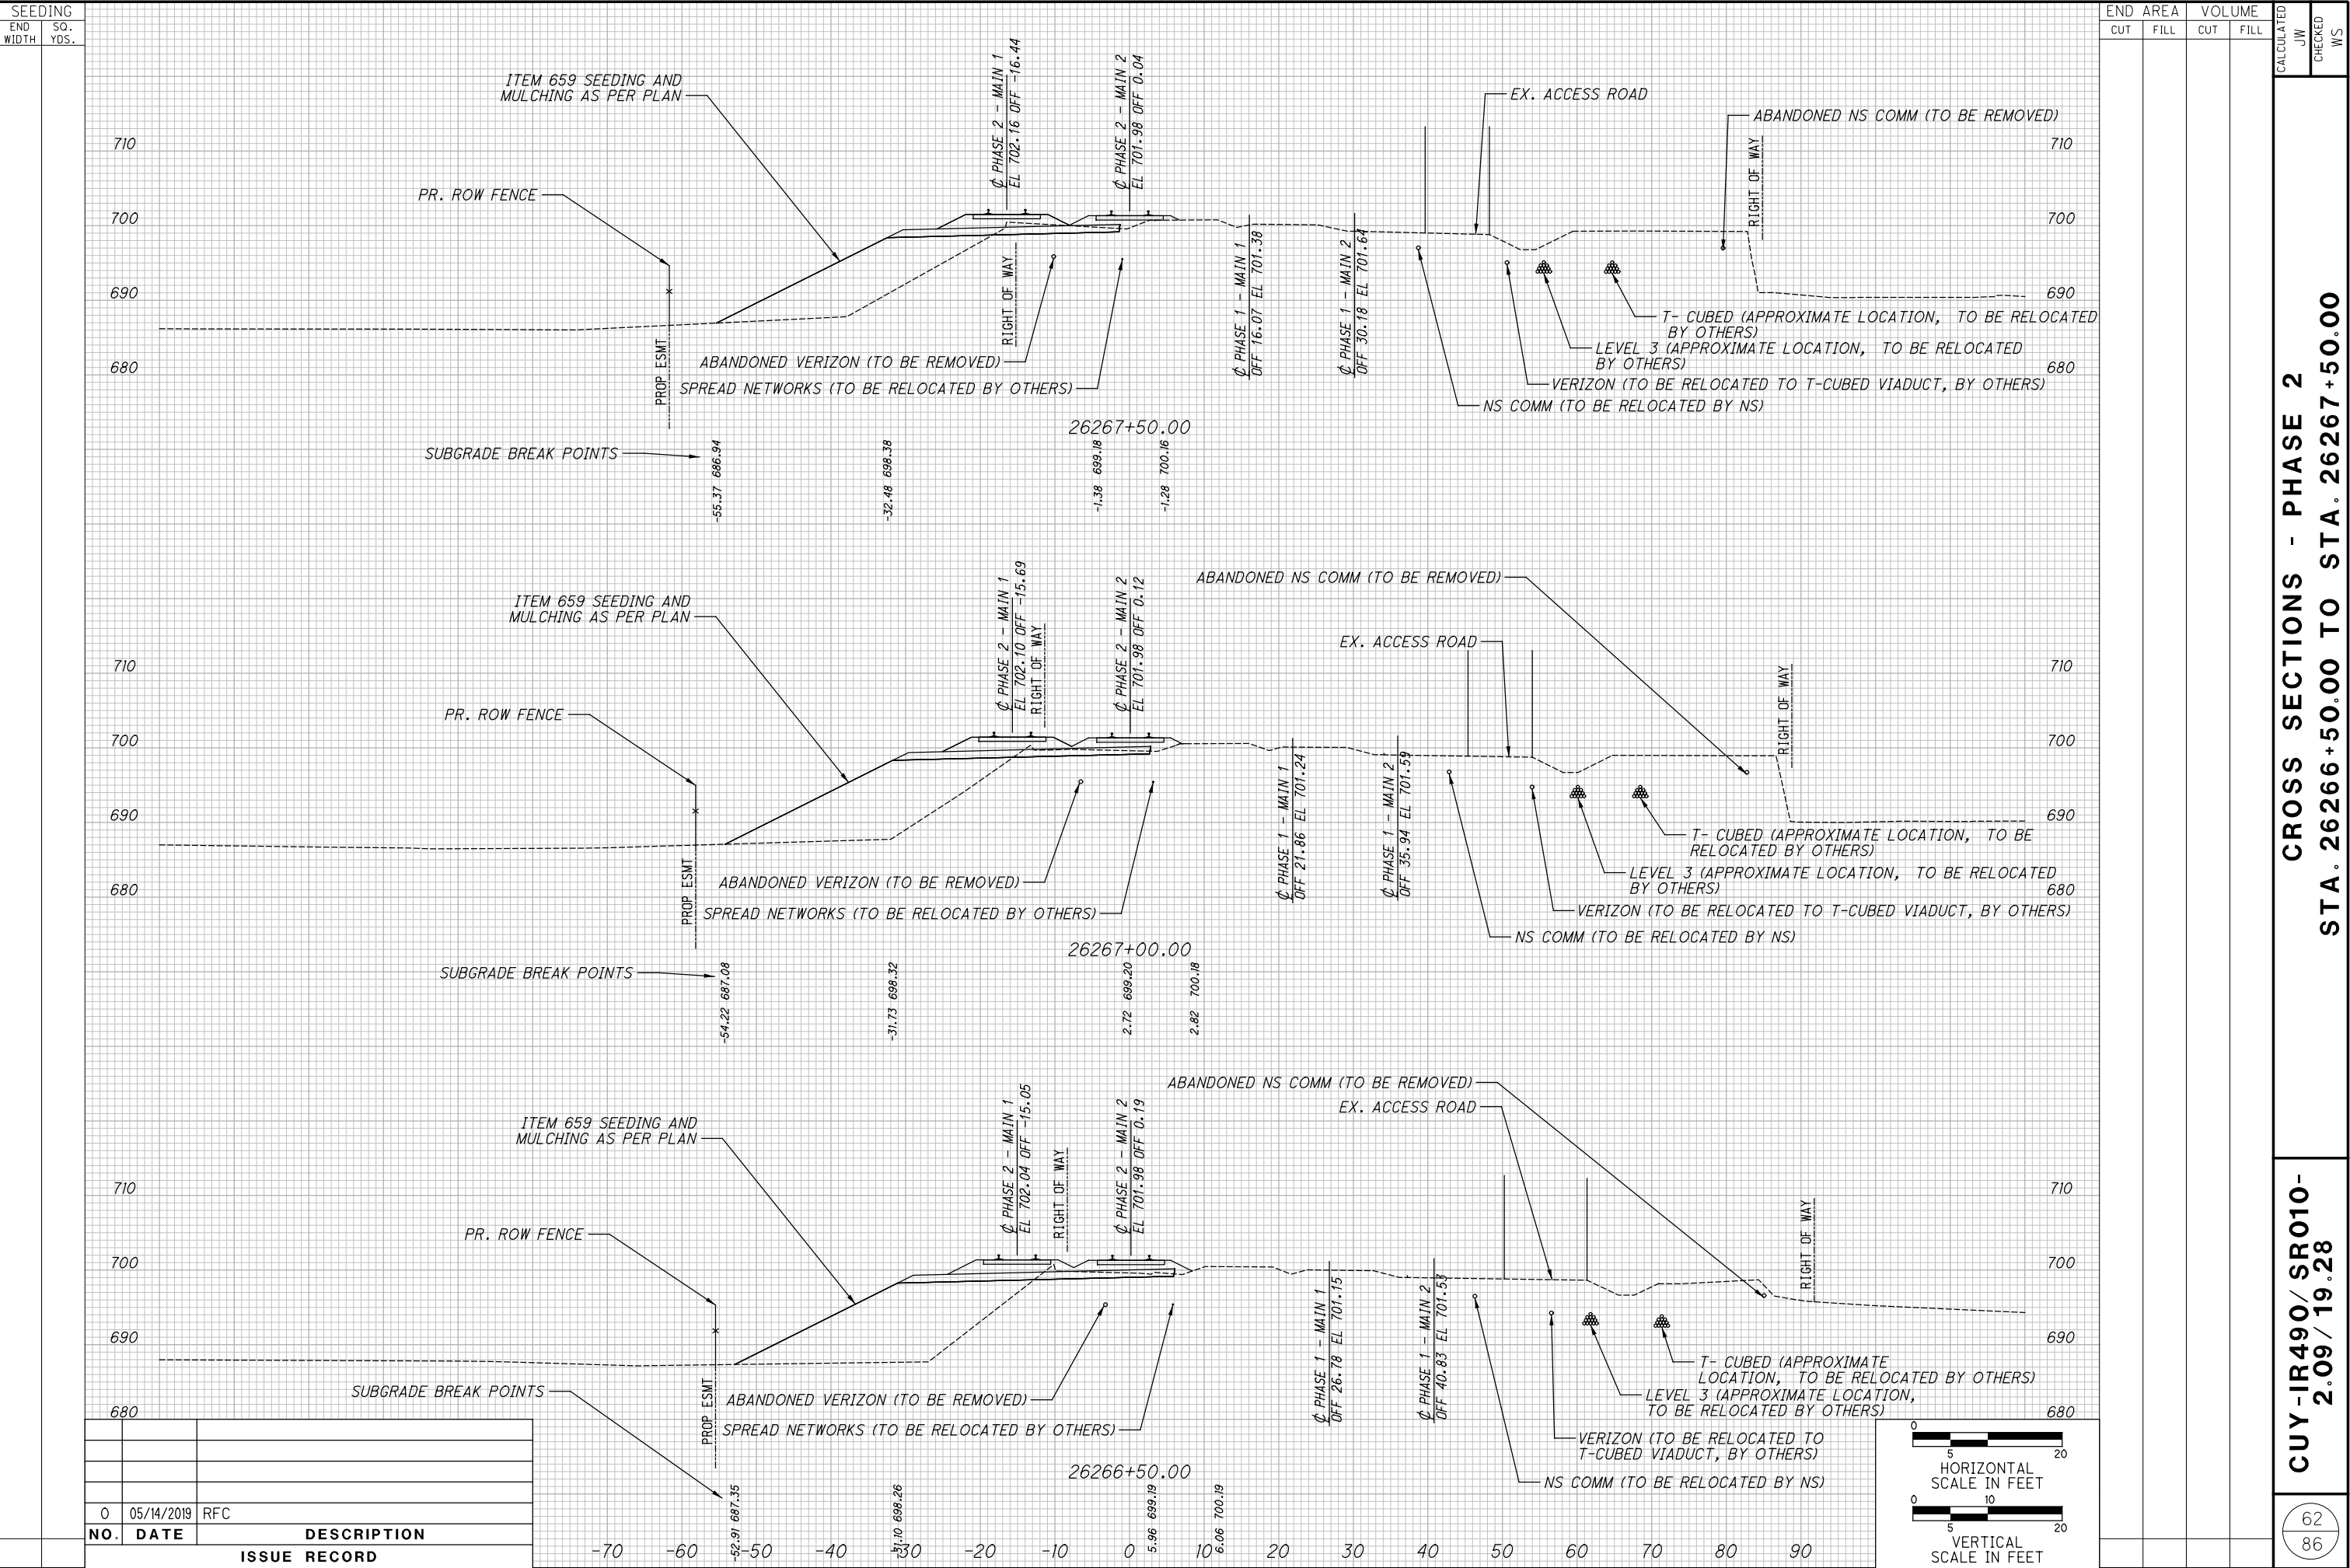 SEEDING
END WIDTH
SQ. YDS.
END AREA
VOLUME
CUT
FILL
CUT
FILL
CALCULATED
JW
CHECKED
WS
ITEM 659 SEEDING AND
MULCHING AS PER PLAN
PR. ROW FENCE
℄ PHASE 2 - MAIN 1
EL 702.16 OFF -16.44
℄ PHASE 2 - MAIN 2
EL 701.98 OFF 0.04
EX. ACCESS ROAD
ABANDONED NS COMM (TO BE REMOVED)
RIGHT OF WAY
710
710
700
700
690
690
680
680
RIGHT OF WAY
PROP. ESMT
ABANDONED VERIZON (TO BE REMOVED)
SPREAD NETWORKS (TO BE RELOCATED BY OTHERS)
℄ PHASE 1 - MAIN 1
OFF 16.07 EL 701.38
℄ PHASE 1 - MAIN 2
OFF 30.18 EL 701.64
T- CUBED (APPROXIMATE LOCATION, TO BE RELOCATED
BY OTHERS)
LEVEL 3 (APPROXIMATE LOCATION, TO BE RELOCATED
BY OTHERS)
VERIZON (TO BE RELOCATED TO T-CUBED VIADUCT, BY OTHERS)
NS COMM (TO BE RELOCATED BY NS)
26267+50.00
SUBGRADE BREAK POINTS
-55.37 686.94
-32.48 698.38
-1.38 699.18
-1.28 700.16
ITEM 659 SEEDING AND
MULCHING AS PER PLAN
PR. ROW FENCE
℄ PHASE 2 - MAIN 1
EL 702.10 OFF -15.69
RIGHT OF WAY
℄ PHASE 2 - MAIN 2
EL 701.98 OFF 0.12
ABANDONED NS COMM (TO BE REMOVED)
EX. ACCESS ROAD
RIGHT OF WAY
710
710
700
700
690
690
680
680
PROP. ESMT
ABANDONED VERIZON (TO BE REMOVED)
SPREAD NETWORKS (TO BE RELOCATED BY OTHERS)
℄ PHASE 1 - MAIN 1
OFF 21.86 EL 701.24
℄ PHASE 1 - MAIN 2
OFF 35.94 EL 701.59
T- CUBED (APPROXIMATE LOCATION, TO BE
RELOCATED BY OTHERS)
LEVEL 3 (APPROXIMATE LOCATION, TO BE RELOCATED
BY OTHERS)
VERIZON (TO BE RELOCATED TO T-CUBED VIADUCT, BY OTHERS)
NS COMM (TO BE RELOCATED BY NS)
26267+00.00
SUBGRADE BREAK POINTS
-54.22 687.08
-31.73 698.32
2.72 699.20
2.82 700.18
ITEM 659 SEEDING AND
MULCHING AS PER PLAN
PR. ROW FENCE
℄ PHASE 2 - MAIN 1
EL 702.04 OFF -15.05
RIGHT OF WAY
℄ PHASE 2 - MAIN 2
EL 701.98 OFF 0.19
ABANDONED NS COMM (TO BE REMOVED)
EX. ACCESS ROAD
RIGHT OF WAY
710
710
700
700
690
690
680
680
SUBGRADE BREAK POINTS
PROP. ESMT
ABANDONED VERIZON (TO BE REMOVED)
SPREAD NETWORKS (TO BE RELOCATED BY OTHERS)
℄ PHASE 1 - MAIN 1
OFF 26.78 EL 701.15
℄ PHASE 1 - MAIN 2
OFF 40.83 EL 701.53
T- CUBED (APPROXIMATE
LOCATION, TO BE RELOCATED BY OTHERS)
LEVEL 3 (APPROXIMATE LOCATION,
TO BE RELOCATED BY OTHERS)
VERIZON (TO BE RELOCATED TO
T-CUBED VIADUCT, BY OTHERS)
NS COMM (TO BE RELOCATED BY NS)
26266+50.00
-52.91 687.35
-31.10 698.26
5.96 699.19
6.06 700.19
-70 -60 -50 -40 -30 -20 -10 0 10 20 30 40 50 60 70 80 90
0 05/14/2019 RFC
NO. DATE DESCRIPTION
ISSUE RECORD
0
5 20
HORIZONTAL
SCALE IN FEET
0 10
5 20
VERTICAL
SCALE IN FEET
CROSS SECTIONS - PHASE 2
STA. 26266+50.00 TO STA. 26267+50.00
CUY-IR490/SR010-
2.09/19.28
62
86